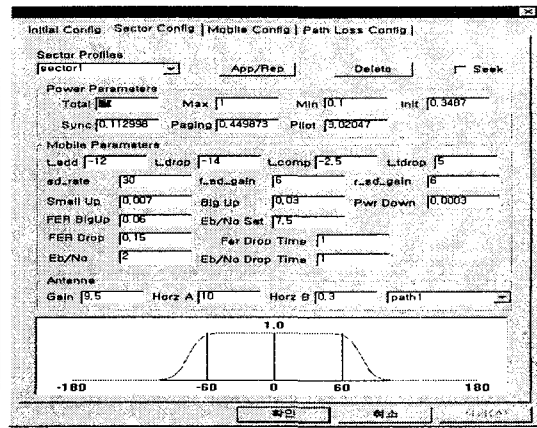 Initial Config Sector Config Mobile Config Path Loss Config
Sector Profiles
sector1 App/Rep Delete Seek
Power Parameters
Total Max 1 Min 0.1 Init 0.3487
Sync 0.112998 Paging 0.449873 Pilot 3.02047
Mobile Parameters
t_add -12 t_drop -14 t_comp -2.5 t_tdrop 5
sd_rate 30 f_sd_gain 6 r_sd_gain 6
Small Up 0.007 Big Up 0.03 Pwr Down 0.0003
FER BigUp 0.06 Eb/No Set 7.5
FER Drop 0.15 Fer Drop Time 1
Eb/No 2 Eb/No Drop Time 1
Antenna
Gain 9.5 Horz A 10 Horz B 0.3 path1
1.0
-180 -60 0 60 180
확인 취소